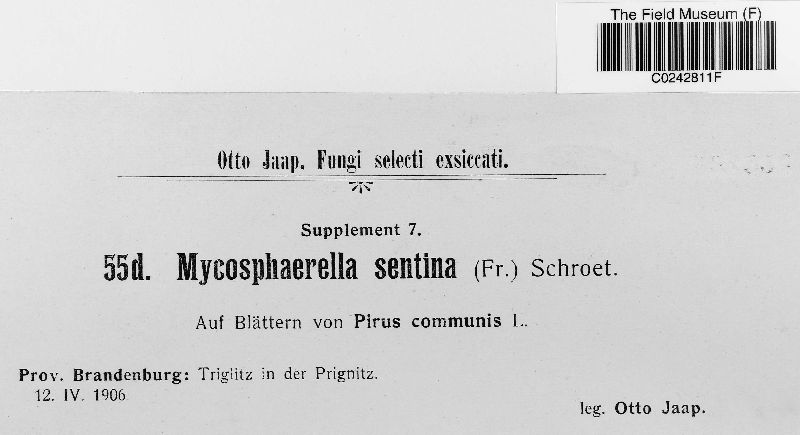 The Field Museum (F)
C0242811F
Otto Jaap. Fungi selecti exsiccati.
Supplement 7.
55d. Mycosphaerella sentina (Fr.) Schroet.
Auf Blättern von Pirus communis L.
Prov. Brandenburg: Triglitz in der Prignitz.
12. IV. 1906
leg. Otto Jaap.